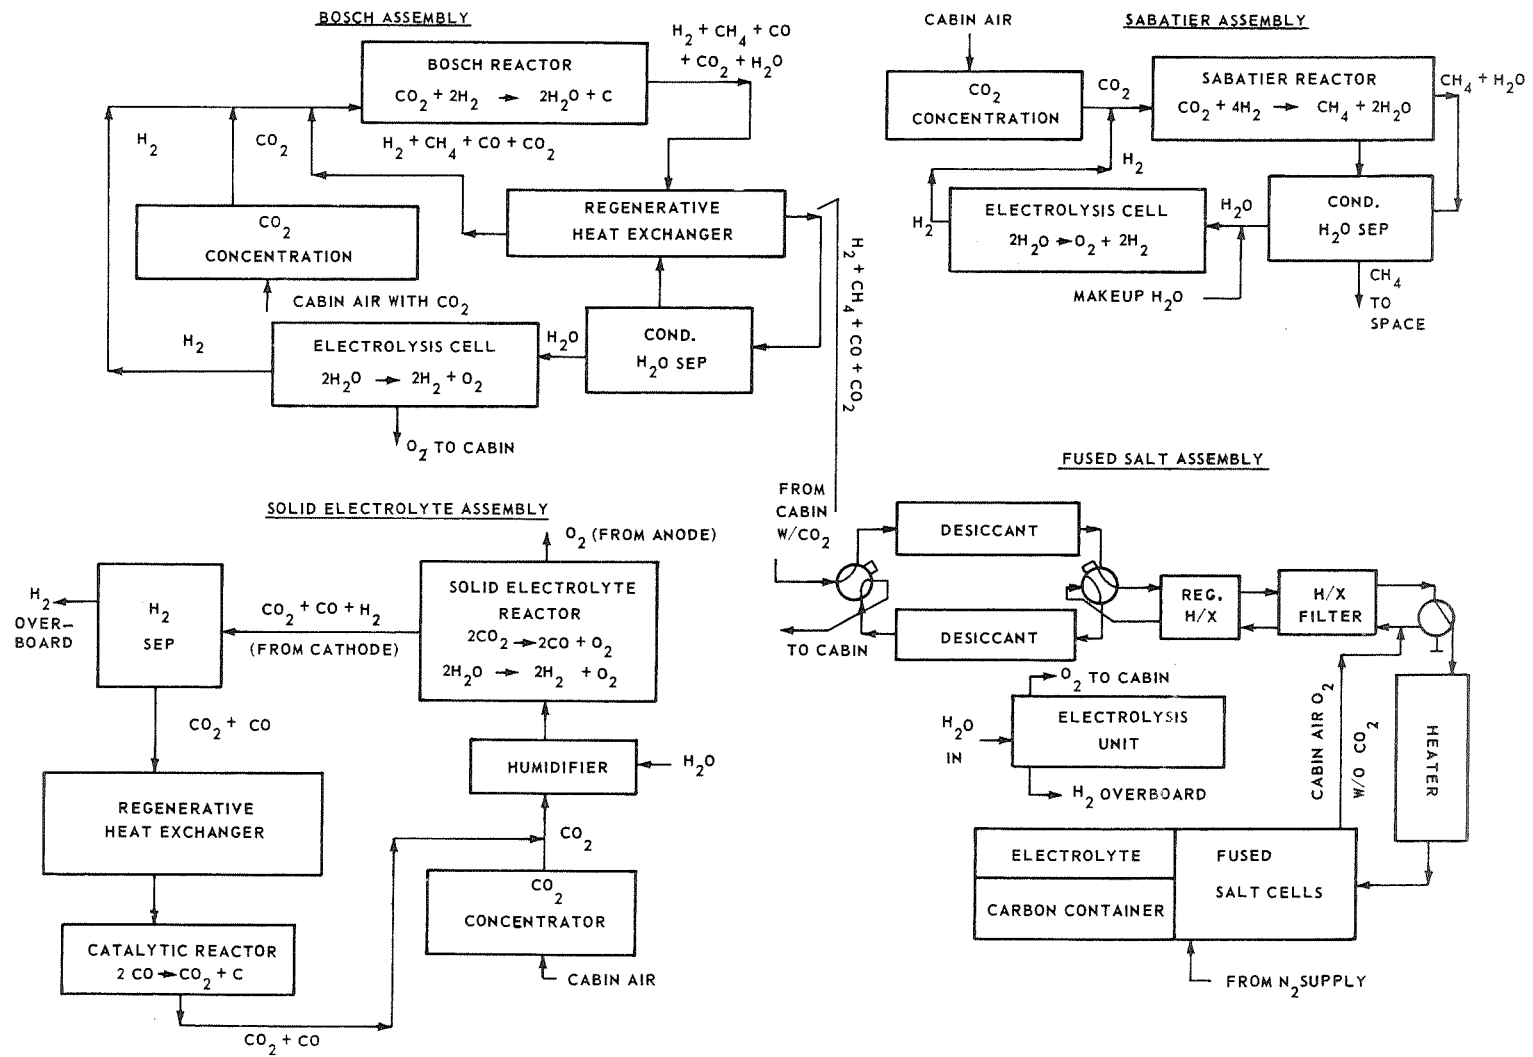 BOSCH ASSEMBLY
H2 + CH4 + CO
+ CO2 + H2O
BOSCH REACTOR
CO2 + 2H2 → 2H2O + C
H2
CO2
H2 + CH4 + CO + CO2
REGENERATIVE
HEAT EXCHANGER
CO2
CONCENTRATION
CABIN AIR WITH CO2
H2 + CH4 + CO + CO2
H2
ELECTROLYSIS CELL
2H2O → 2H2 + O2
H2O
COND.
H2O SEP
O2 TO CABIN
SABATIER ASSEMBLY
CABIN AIR
CO2
CONCENTRATION
CO2
SABATIER REACTOR
CO2 + 4H2 → CH4 + 2H2O
CH4 + H2O
H2
H2
ELECTROLYSIS CELL
2H2O → O2 + 2H2
H2O
COND.
H2O SEP
MAKEUP H2O
CH4
TO
SPACE
SOLID ELECTROLYTE ASSEMBLY
O2 (FROM ANODE)
H2
OVER-
BOARD
H2
SEP
CO2 + CO + H2
(FROM CATHODE)
SOLID ELECTROLYTE
REACTOR
2CO2 → 2CO + O2
2H2O → 2H2 + O2
CO2 + CO
HUMIDIFIER
H2O
REGENERATIVE
HEAT EXCHANGER
CO2
CO2
CONCENTRATOR
CATALYTIC REACTOR
2 CO → CO2 + C
CABIN AIR
CO2 + CO
FUSED SALT ASSEMBLY
FROM
CABIN
W/CO2
DESICCANT
DESICCANT
TO CABIN
REG.
H/X
H/X
FILTER
O2 TO CABIN
H2O
IN
ELECTROLYSIS
UNIT
H2 OVERBOARD
CABIN AIR O2
W/O CO2
HEATER
ELECTROLYTE
CARBON CONTAINER
FUSED
SALT CELLS
FROM N2 SUPPLY